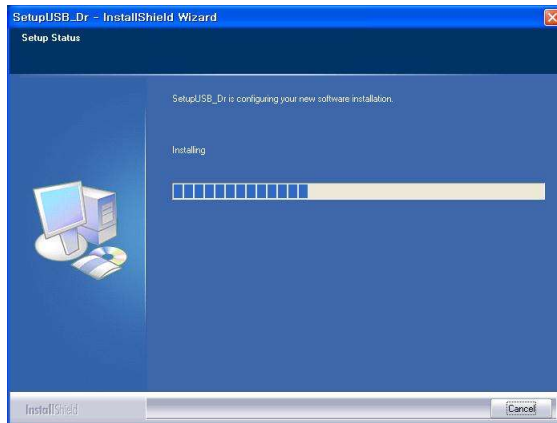 SetupUSB_Dr - InstallShield Wizard
Setup Status
SetupUSB_Dr is configuring your new software installation.
Installing
InstallShield
Cancel